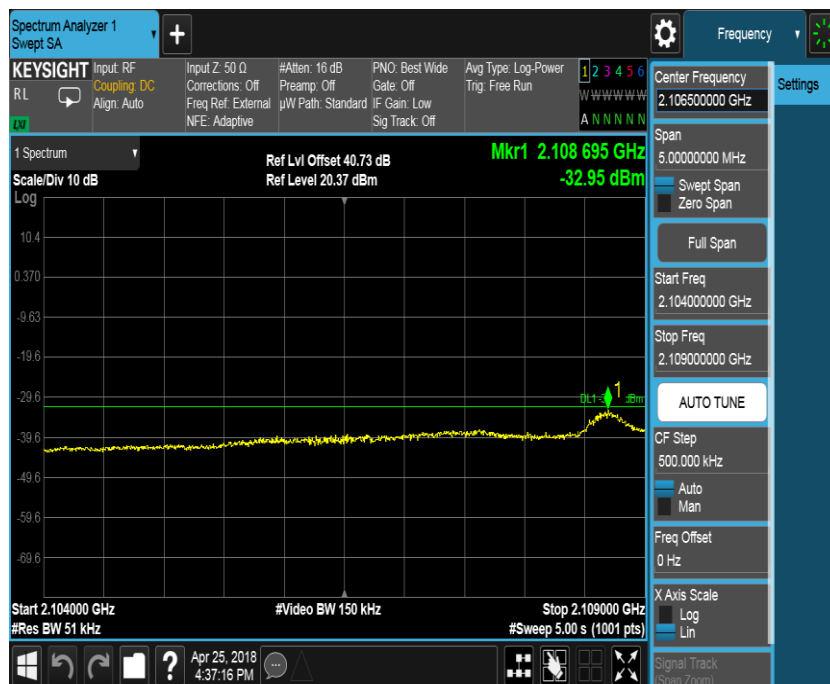 Spectrum Analyzer 1
Swept SA
Frequency
KEYSIGHT
RL
LXI
Input: RF
Coupling: DC
Align: Auto
Input Z: 50 Ω
Corrections: Off
Freq Ref: External
NFE: Adaptive
#Atten: 16 dB
Preamp: Off
µW Path: Standard
PNO: Best Wide
Gate: Off
IF Gain: Low
Sig Track: Off
Avg Type: Log-Power
Trig: Free Run
1 2 3 4 5 6
W W W W W W
A N N N N N
1 Spectrum
Scale/Div 10 dB
Log
Ref Lvl Offset 40.73 dB
Ref Level 20.37 dBm
Mkr1 2.108 695 GHz
-32.95 dBm
10.4
0.370
-9.63
-19.6
-29.6
-39.6
-49.6
-59.6
-69.6
1
DL1 dBm
Start 2.104000 GHz
#Res BW 51 kHz
#Video BW 150 kHz
Stop 2.109000 GHz
#Sweep 5.00 s (1001 pts)
Center Frequency
2.106500000 GHz
Settings
Span
5.00000000 MHz
Swept Span
Zero Span
Full Span
Start Freq
2.104000000 GHz
Stop Freq
2.109000000 GHz
AUTO TUNE
CF Step
500.000 kHz
Auto
Man
Freq Offset
0 Hz
X Axis Scale
Log
Lin
Signal Track
(Span Zoom)
?
Apr 25, 2018
4:37:16 PM